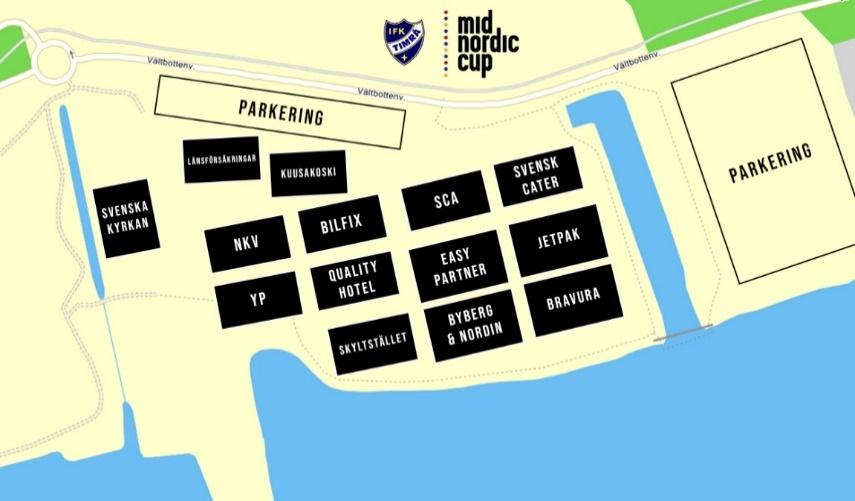 IFK
TIMRÅ
mid
nordic
cup
Vältbottenv.
Vältbottenv.
Vältbottenv.
PARKERING
PARKERING
LÄNSFÖRSÄKRINGAR
KUUSAKOSKI
SVENSKA
KYRKAN
NKV
BILFIX
SCA
SVENSK
CATER
YP
QUALITY
HOTEL
EASY
PARTNER
JETPAK
SKYLTSTÄLLET
BYBERG
& NORDIN
BRAVURA